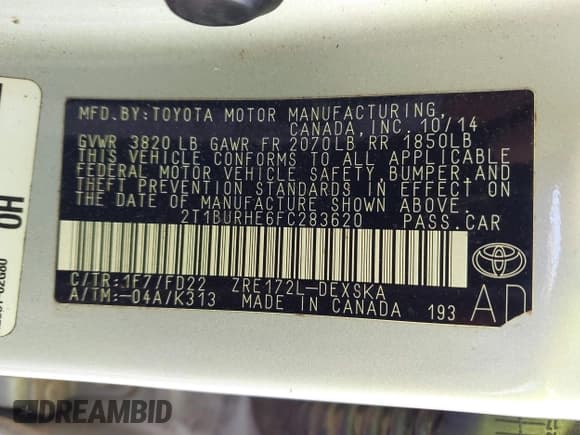 MFD. BY: TOYOTA MOTOR MANUFACTURING,
CANADA, INC. 10/14
GVWR 3820 LB GAWR FR 2070LB RR 1850LB
THIS VEHICLE CONFORMS TO ALL APPLICABLE
FEDERAL MOTOR VEHICLE SAFETY, BUMPER, AND
THEFT PREVENTION STANDARDS IN EFFECT ON
THE DATE OF MANUFACTURE SHOWN ABOVE.
2T1BURHE6FC283620 PASS.CAR
C/TR:1F7/FD22 ZRE172L-DEXSKA
A/TM:-04A/K313 MADE IN CANADA 193
AD
OH
DREAMBID